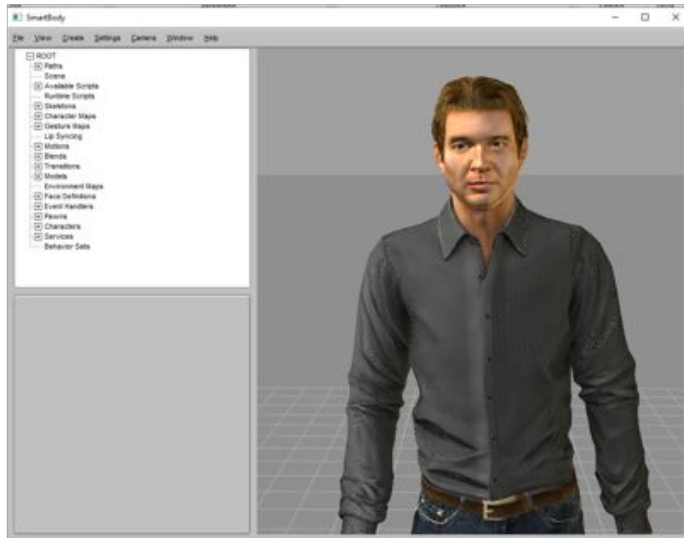 SmartBody
File View Create Settings Camera Window Help
ROOT
Paths
Scene
Available Scripts
Runtime Scripts
Skeletons
Character Maps
Gesture Maps
Lip Syncing
Motions
Blends
Transitions
Models
Environment Maps
Face Definitions
Event Handlers
Pawns
Characters
Services
Behavior Sets